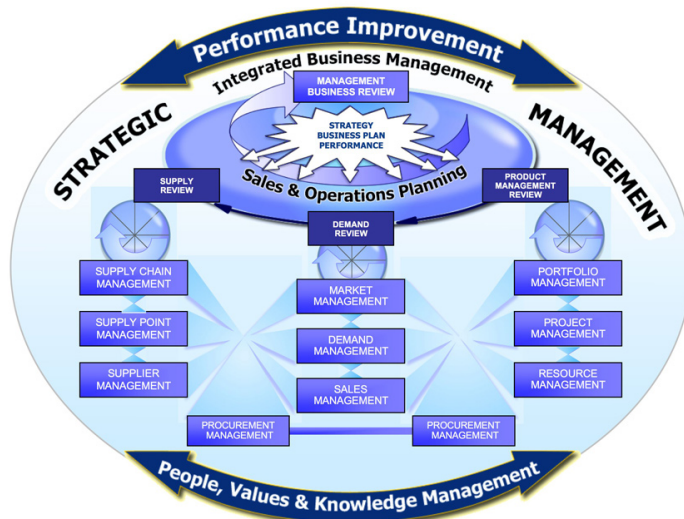 Performance Improvement
Integrated Business Management
MANAGEMENT
BUSINESS REVIEW
STRATEGIC
MANAGEMENT
STRATEGY
BUSINESS PLAN
PERFORMANCE
Sales & Operations Planning
SUPPLY
REVIEW
PRODUCT
MANAGEMENT
REVIEW
DEMAND
REVIEW
SUPPLY CHAIN
MANAGEMENT
MARKET
MANAGEMENT
PORTFOLIO
MANAGEMENT
SUPPLY POINT
MANAGEMENT
DEMAND
MANAGEMENT
PROJECT
MANAGEMENT
SUPPLIER
MANAGEMENT
SALES
MANAGEMENT
RESOURCE
MANAGEMENT
PROCUREMENT
MANAGEMENT
PROCUREMENT
MANAGEMENT
People, Values & Knowledge Management